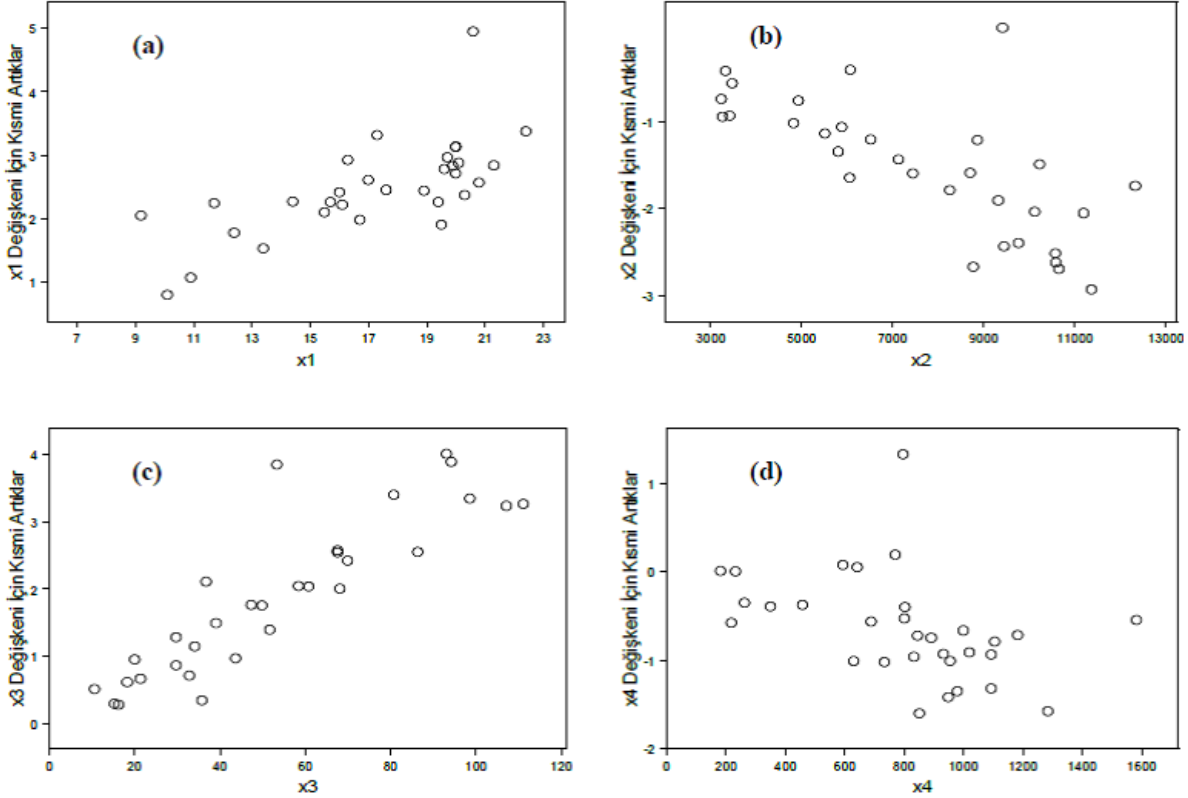 (a)
x1 Değişkeni İçin Kısmi Artıklar
5
4
3
2
1
7 9 11 13 15 17 19 21 23
x1
(b)
x2 Değişkeni İçin Kısmi Artıklar
-1
-2
-3
3000 5000 7000 9000 11000 13000
x2
(c)
x3 Değişkeni İçin Kısmi Artıklar
4
3
2
1
0
0 20 40 60 80 100 120
x3
(d)
x4 Değişkeni İçin Kısmi Artıklar
1
0
-1
-2
0 200 400 600 800 1000 1200 1400 1600
x4